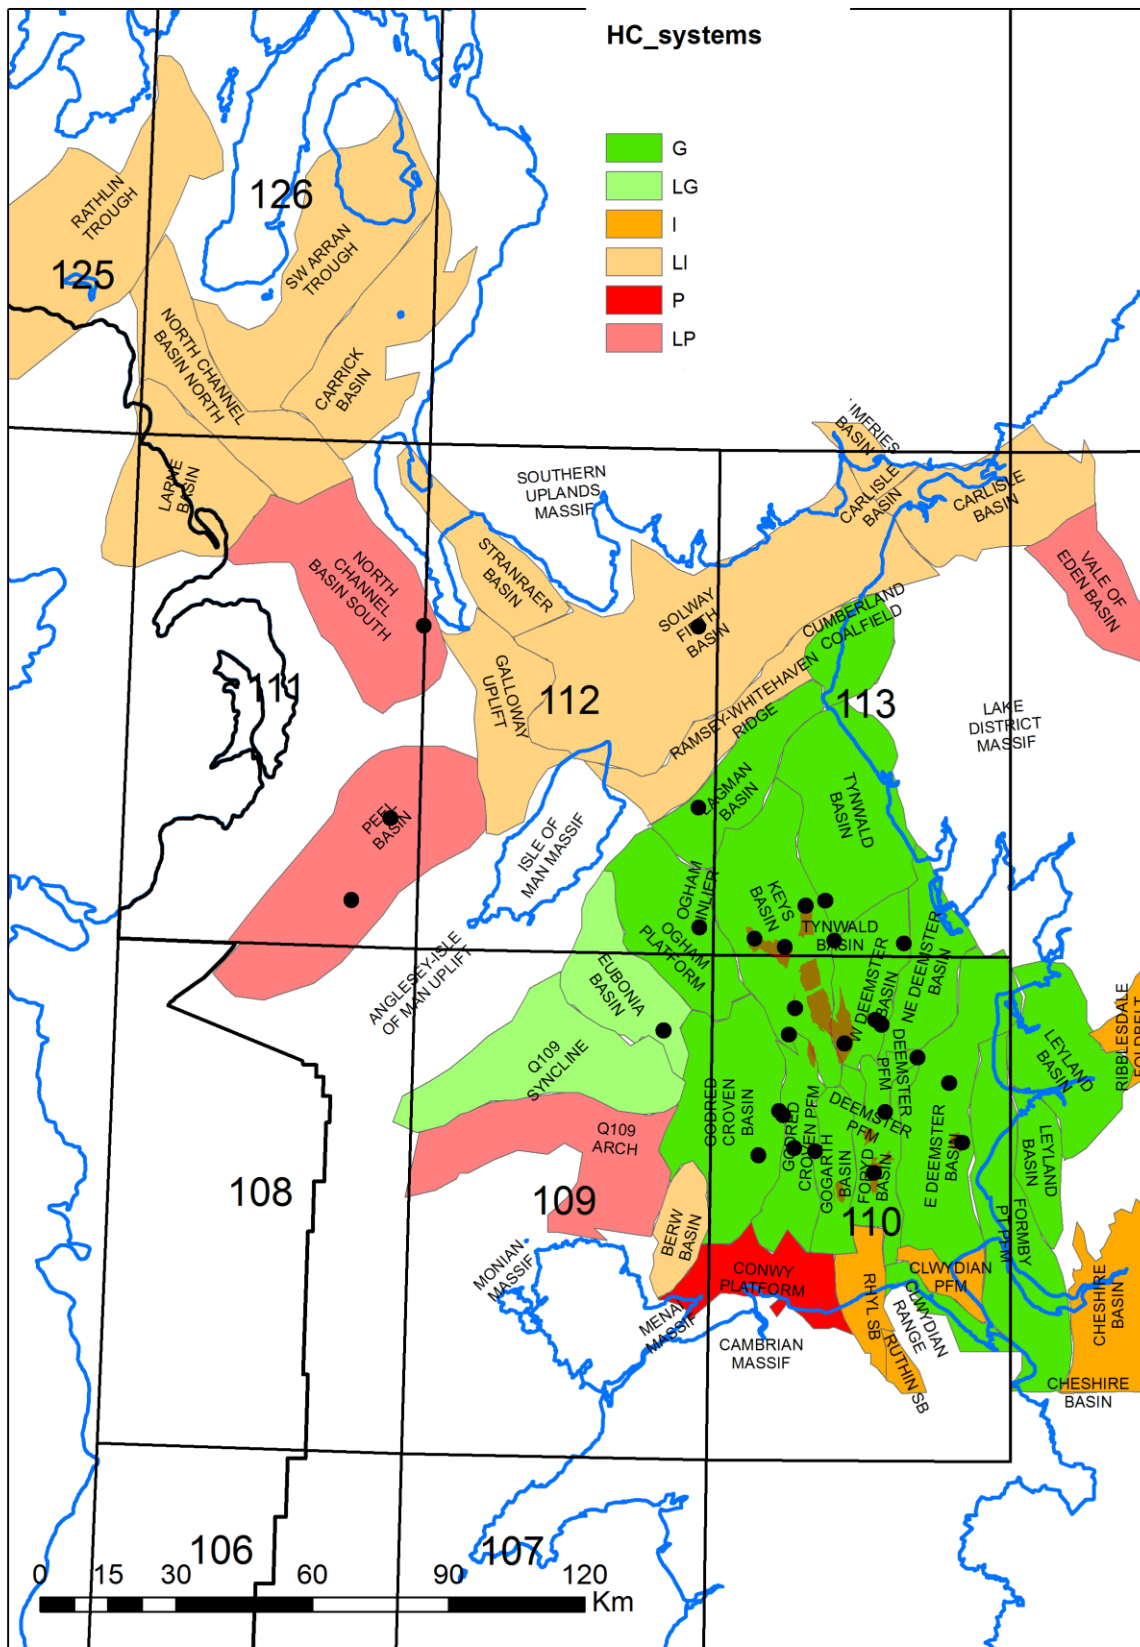 HC_systems
G
LG
I
LI
P
LP
126
RATHLIN
TROUGH
125
SW ARRAN
TROUGH
NORTH CHANNEL
BASIN NORTH
CARRICK
BASIN
LARNE
BASIN
SOUTHERN
UPLANDS
MASSIF
BASIN
CARLISLE
BASIN
CARLISLE
BASIN
NORTH
CHANNEL
BASIN SOUTH
STRANRAER
BASIN
VALE OF
EDEN BASIN
SOLWAY
FIRTH
BASIN
CUMBERLAND
COALFIELD
111
GALLOWAY
UPLIFT
112
RAMSEY-WHITEHAVEN
RIDGE
113
LAKE
DISTRICT
MASSIF
LAGMAN
BASIN
TYNWALD
BASIN
PEEL
BASIN
ISLE OF
MAN MASSIF
OGHAM
INLIER
KEYS
BASIN
TYNWALD
BASIN
OGHAM
PLATFORM
ANGLESEY-ISLE
OF MAN UPLIFT
EUBONIA
BASIN
W DEEMSTER
BASIN
NE DEEMSTER
BASIN
Q109
SYNCLINE
LEYLAND
BASIN
RIBBLESDALE
FOLDBELT
GODRED
CROVEN
BASIN
DEEMSTER
PFM
DEEMSTER
PFM
Q109
ARCH
GODRED
CROVEN PFM
GOGARTH
BASIN
FORYD
BASIN
E DEEMSTER
BASIN
LEYLAND
BASIN
108
109
110
BERW
BASIN
FORMBY
PT PFM
MONIAN
MASSIF
CONWY
PLATFORM
RHYL SB
CLWYDIAN
PFM
CHESHIRE
BASIN
MENAI
MASSIF
CLWYDIAN
RANGE
CAMBRIAN
MASSIF
RUTHIN SB
CHESHIRE
BASIN
106
107
0 15 30 60 90 120
Km